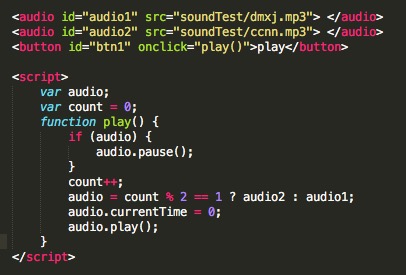 <audio id="audio1" src="soundTest/dmxj.mp3"> </audio>
<audio id="audio2" src="soundTest/ccnn.mp3"> </audio>
<button id="btn1" onclick="play()">play</button>

<script>
    var audio;
    var count = 0;
    function play() {
        if (audio) {
            audio.pause();
        }
        count++;
        audio = count % 2 == 1 ? audio2 : audio1;
        audio.currentTime = 0;
        audio.play();
    }
</script>